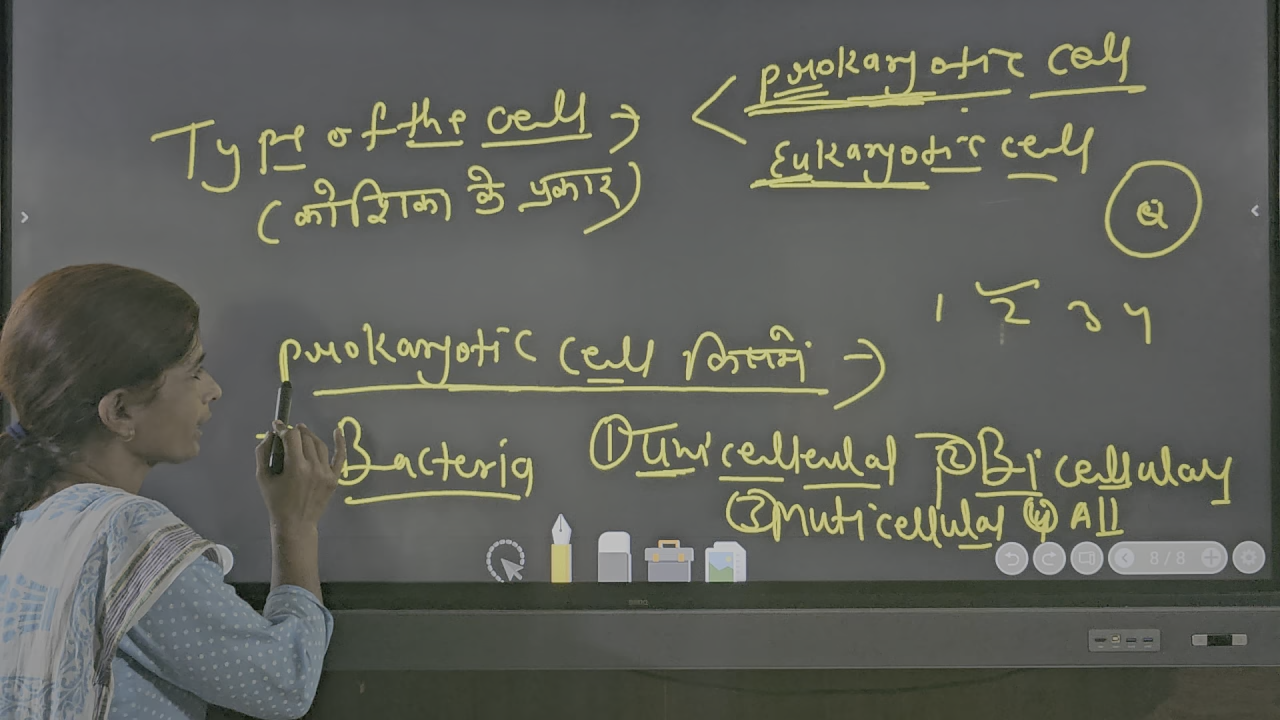 Type of the cell → < prokaryotic cell
Eukaryotic cell
(कोशिका के प्रकार)
Q
1 2 3 4
prokaryotic cell किसमें →
Bacteria ① Unicellular ② Bicellular
③ Muticellular ④ All
8/8